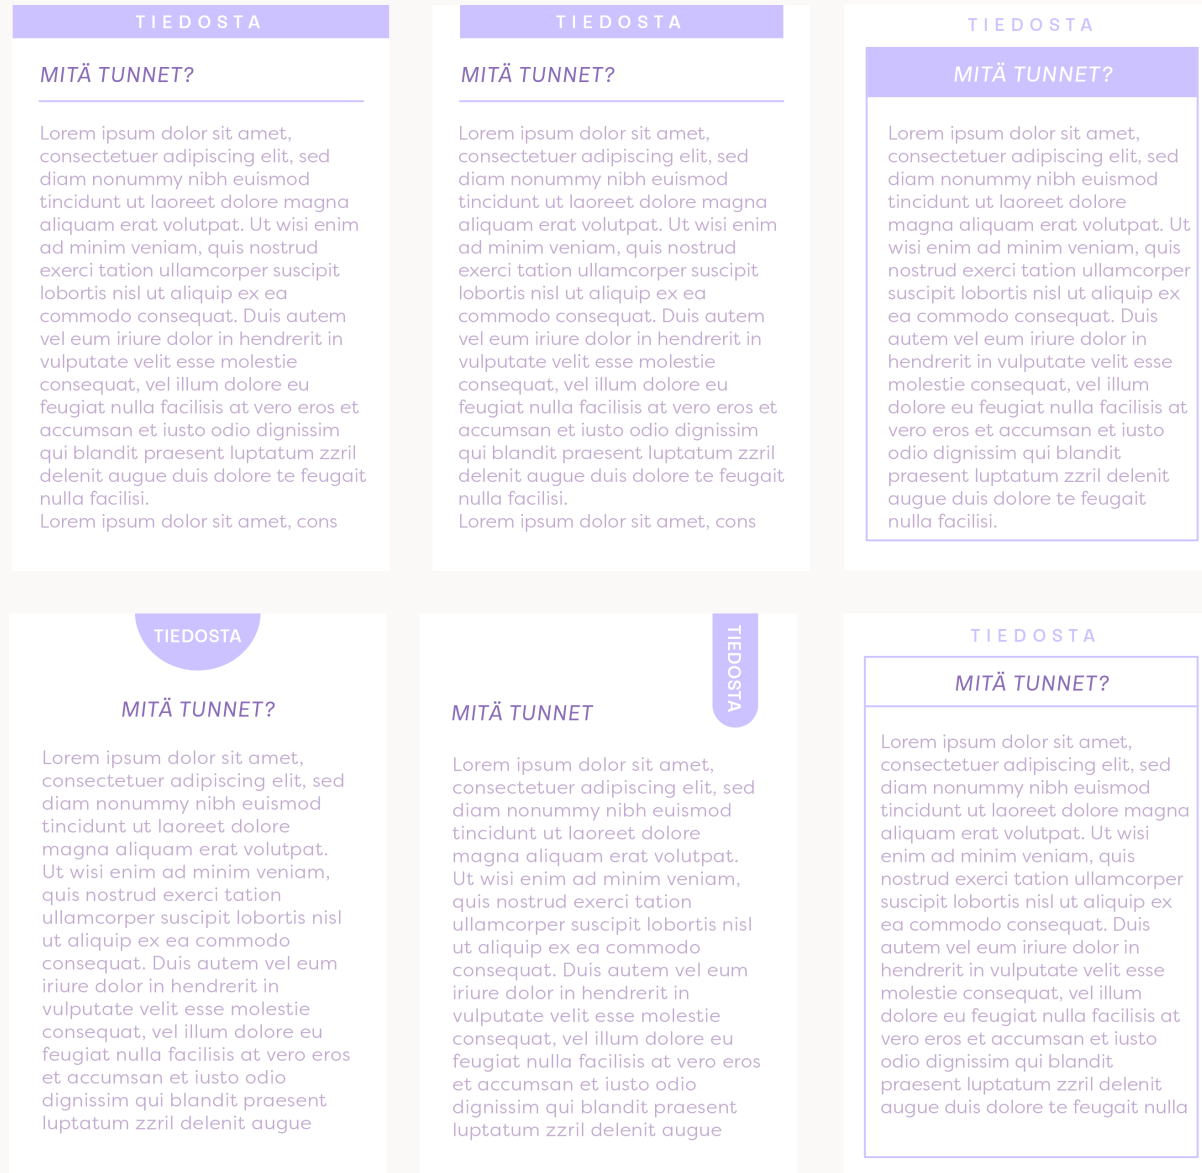 TIEDOSTA
MITÄ TUNNET?
Lorem ipsum dolor sit amet,
consectetuer adipiscing elit, sed
diam nonummy nibh euismod
tincidunt ut laoreet dolore magna
aliquam erat volutpat. Ut wisi enim
ad minim veniam, quis nostrud
exerci tation ullamcorper suscipit
lobortis nisl ut aliquip ex ea
commodo consequat. Duis autem
vel eum iriure dolor in hendrerit in
vulputate velit esse molestie
consequat, vel illum dolore eu
feugiat nulla facilisis at vero eros et
accumsan et iusto odio dignissim
qui blandit praesent luptatum zzril
delenit augue duis dolore te feugait
nulla facilisi.
Lorem ipsum dolor sit amet, cons
TIEDOSTA
MITÄ TUNNET?
Lorem ipsum dolor sit amet,
consectetuer adipiscing elit, sed
diam nonummy nibh euismod
tincidunt ut laoreet dolore magna
aliquam erat volutpat. Ut wisi enim
ad minim veniam, quis nostrud
exerci tation ullamcorper suscipit
lobortis nisl ut aliquip ex ea
commodo consequat. Duis autem
vel eum iriure dolor in hendrerit in
vulputate velit esse molestie
consequat, vel illum dolore eu
feugiat nulla facilisis at vero eros et
accumsan et iusto odio dignissim
qui blandit praesent luptatum zzril
delenit augue duis dolore te feugait
nulla facilisi.
Lorem ipsum dolor sit amet, cons
TIEDOSTA
MITÄ TUNNET?
Lorem ipsum dolor sit amet,
consectetuer adipiscing elit, sed
diam nonummy nibh euismod
tincidunt ut laoreet dolore
magna aliquam erat volutpat. Ut
wisi enim ad minim veniam, quis
nostrud exerci tation ullamcorper
suscipit lobortis nisl ut aliquip ex
ea commodo consequat. Duis
autem vel eum iriure dolor in
hendrerit in vulputate velit esse
molestie consequat, vel illum
dolore eu feugiat nulla facilisis at
vero eros et accumsan et iusto
odio dignissim qui blandit
praesent luptatum zzril delenit
augue duis dolore te feugait
nulla facilisi.
TIEDOSTA
MITÄ TUNNET?
Lorem ipsum dolor sit amet,
consectetuer adipiscing elit, sed
diam nonummy nibh euismod
tincidunt ut laoreet dolore
magna aliquam erat volutpat.
Ut wisi enim ad minim veniam,
quis nostrud exerci tation
ullamcorper suscipit lobortis nisl
ut aliquip ex ea commodo
consequat. Duis autem vel eum
iriure dolor in hendrerit in
vulputate velit esse molestie
consequat, vel illum dolore eu
feugiat nulla facilisis at vero eros
et accumsan et iusto odio
dignissim qui blandit praesent
luptatum zzril delenit augue
TIEDOSTA
MITÄ TUNNET
Lorem ipsum dolor sit amet,
consectetuer adipiscing elit, sed
diam nonummy nibh euismod
tincidunt ut laoreet dolore
magna aliquam erat volutpat.
Ut wisi enim ad minim veniam,
quis nostrud exerci tation
ullamcorper suscipit lobortis nisl
ut aliquip ex ea commodo
consequat. Duis autem vel eum
iriure dolor in hendrerit in
vulputate velit esse molestie
consequat, vel illum dolore eu
feugiat nulla facilisis at vero eros
et accumsan et iusto odio
dignissim qui blandit praesent
luptatum zzril delenit augue
TIEDOSTA
MITÄ TUNNET?
Lorem ipsum dolor sit amet,
consectetuer adipiscing elit, sed
diam nonummy nibh euismod
tincidunt ut laoreet dolore magna
aliquam erat volutpat. Ut wisi
enim ad minim veniam, quis
nostrud exerci tation ullamcorper
suscipit lobortis nisl ut aliquip ex
ea commodo consequat. Duis
autem vel eum iriure dolor in
hendrerit in vulputate velit esse
molestie consequat, vel illum
dolore eu feugiat nulla facilisis at
vero eros et accumsan et iusto
odio dignissim qui blandit
praesent luptatum zzril delenit
augue duis dolore te feugait nulla